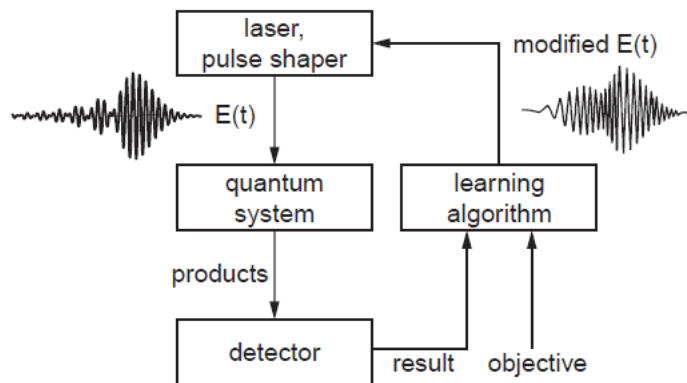 laser,
pulse shaper
modified E(t)
E(t)
quantum
system
learning
algorithm
products
detector
result
objective